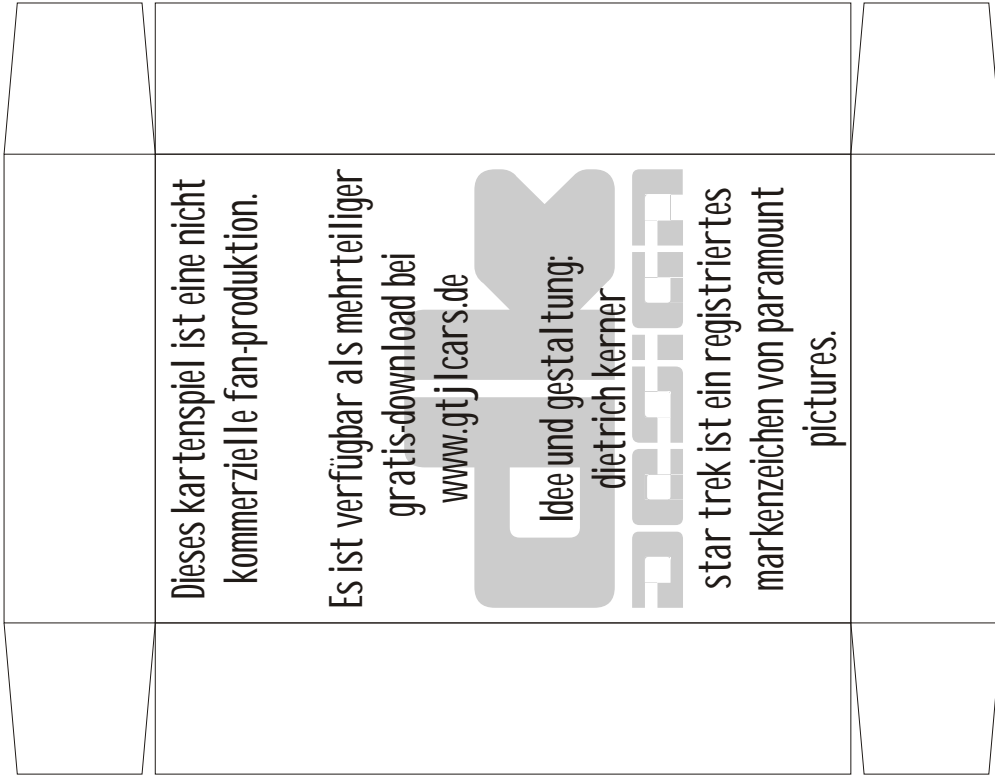 Dieses kartenspiel ist eine nicht
kommerzielle fan-produktion.
Es ist verfügbar als mehrteiliger
gratis-download bei
www.gtjlcars.de
Idee und gestaltung:
dietrich kerner
star trek ist ein registriertes
markenzeichen von paramount
pictures.